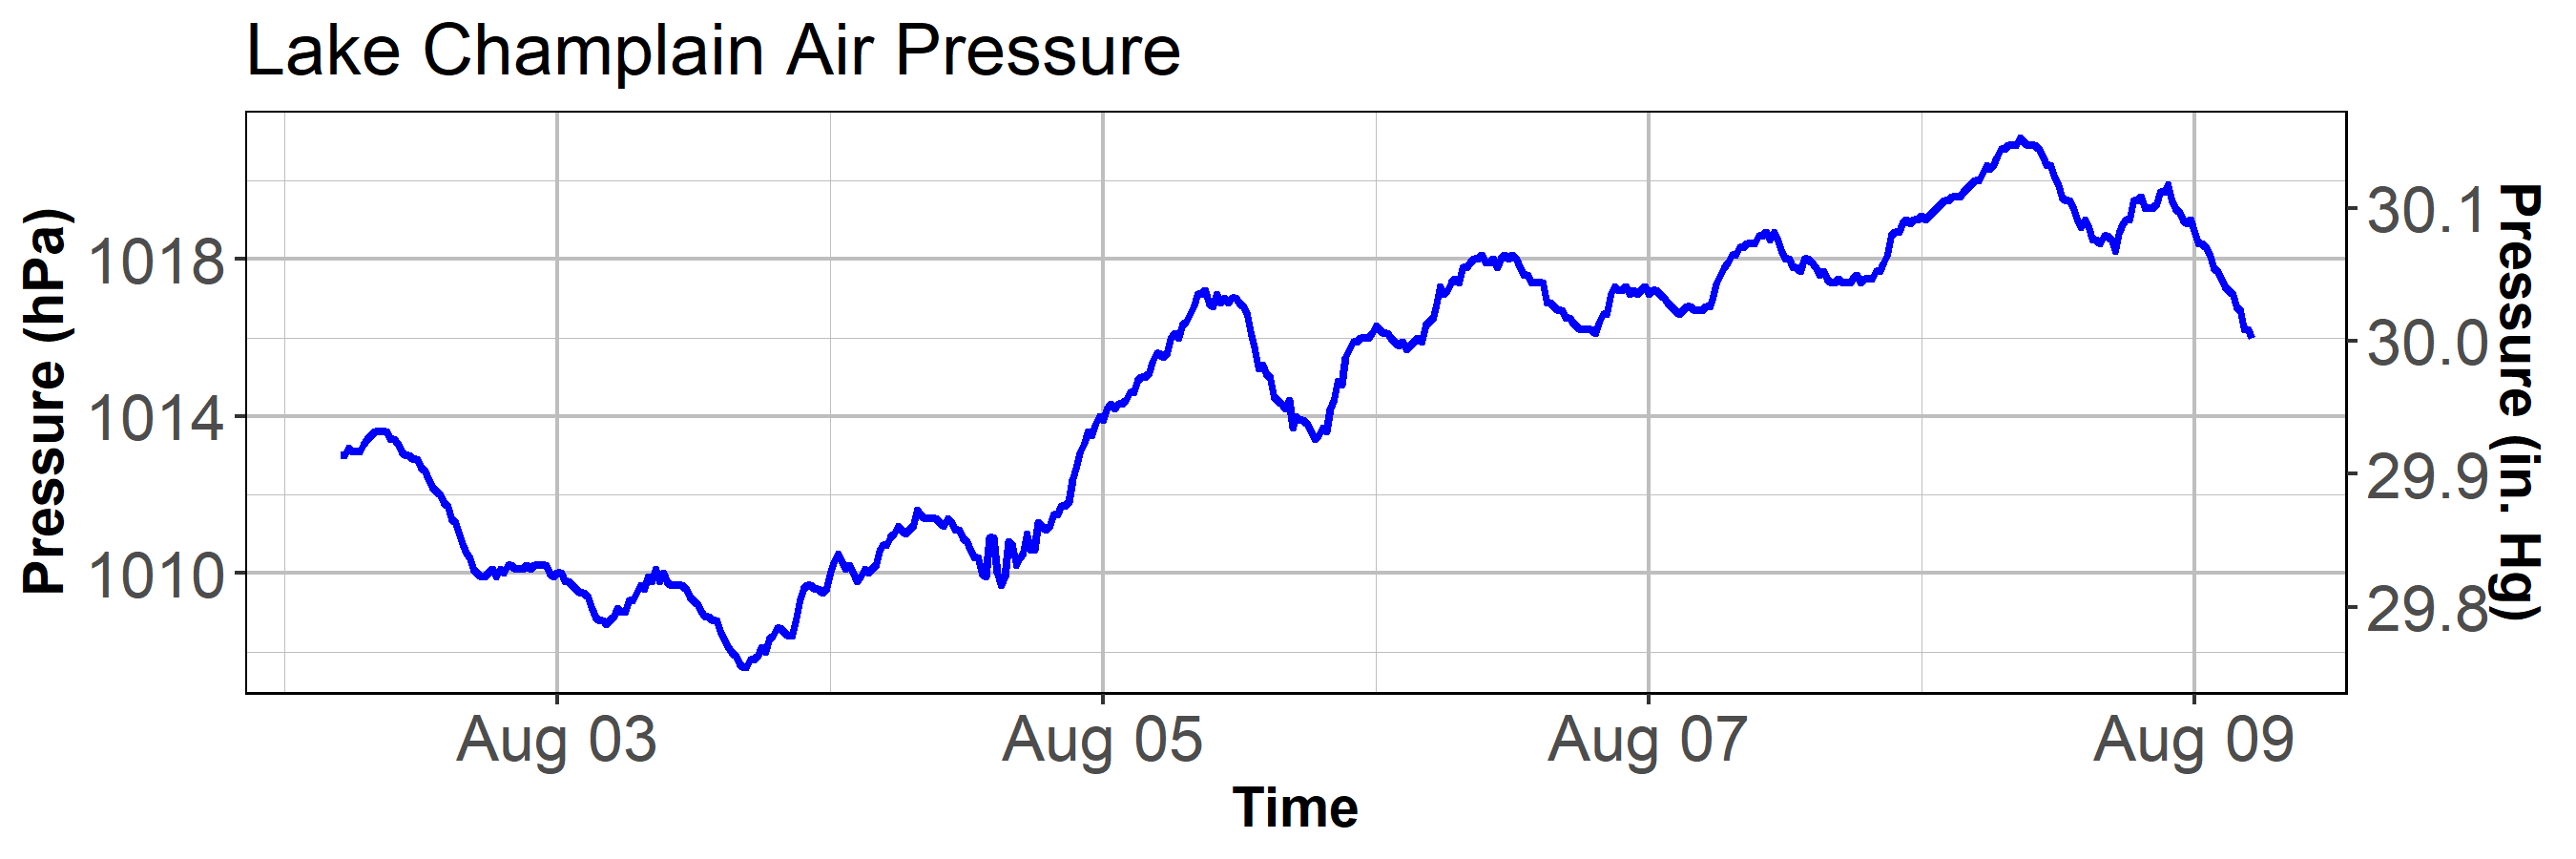 Lake Champlain Air Pressure
Pressure (hPa)
1018
1014
1010
30.1
30.0
29.9
29.8
Pressure (in. Hg)
Aug 03
Aug 05
Aug 07
Aug 09
Time